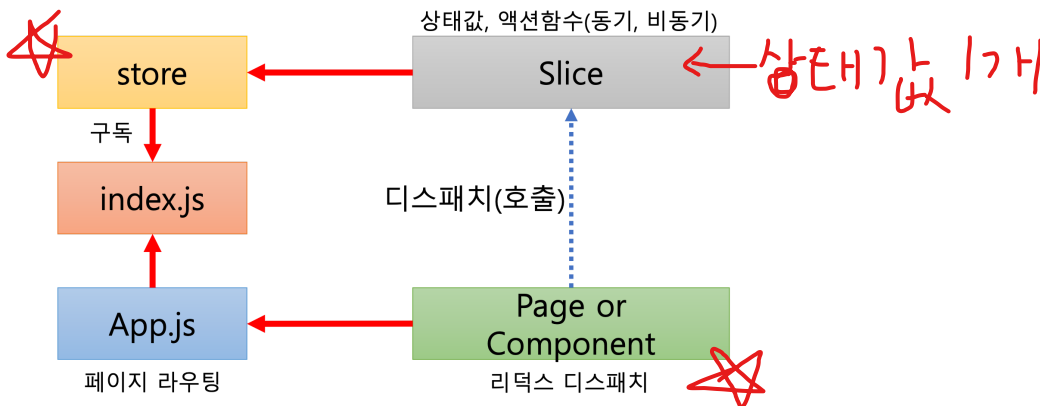 상태값, 액션함수(동기, 비동기)
store
Slice
상태값 1개
구독
index.js
디스패치(호출)
App.js
Page or
Component
페이지 라우팅
리덕스 디스패치